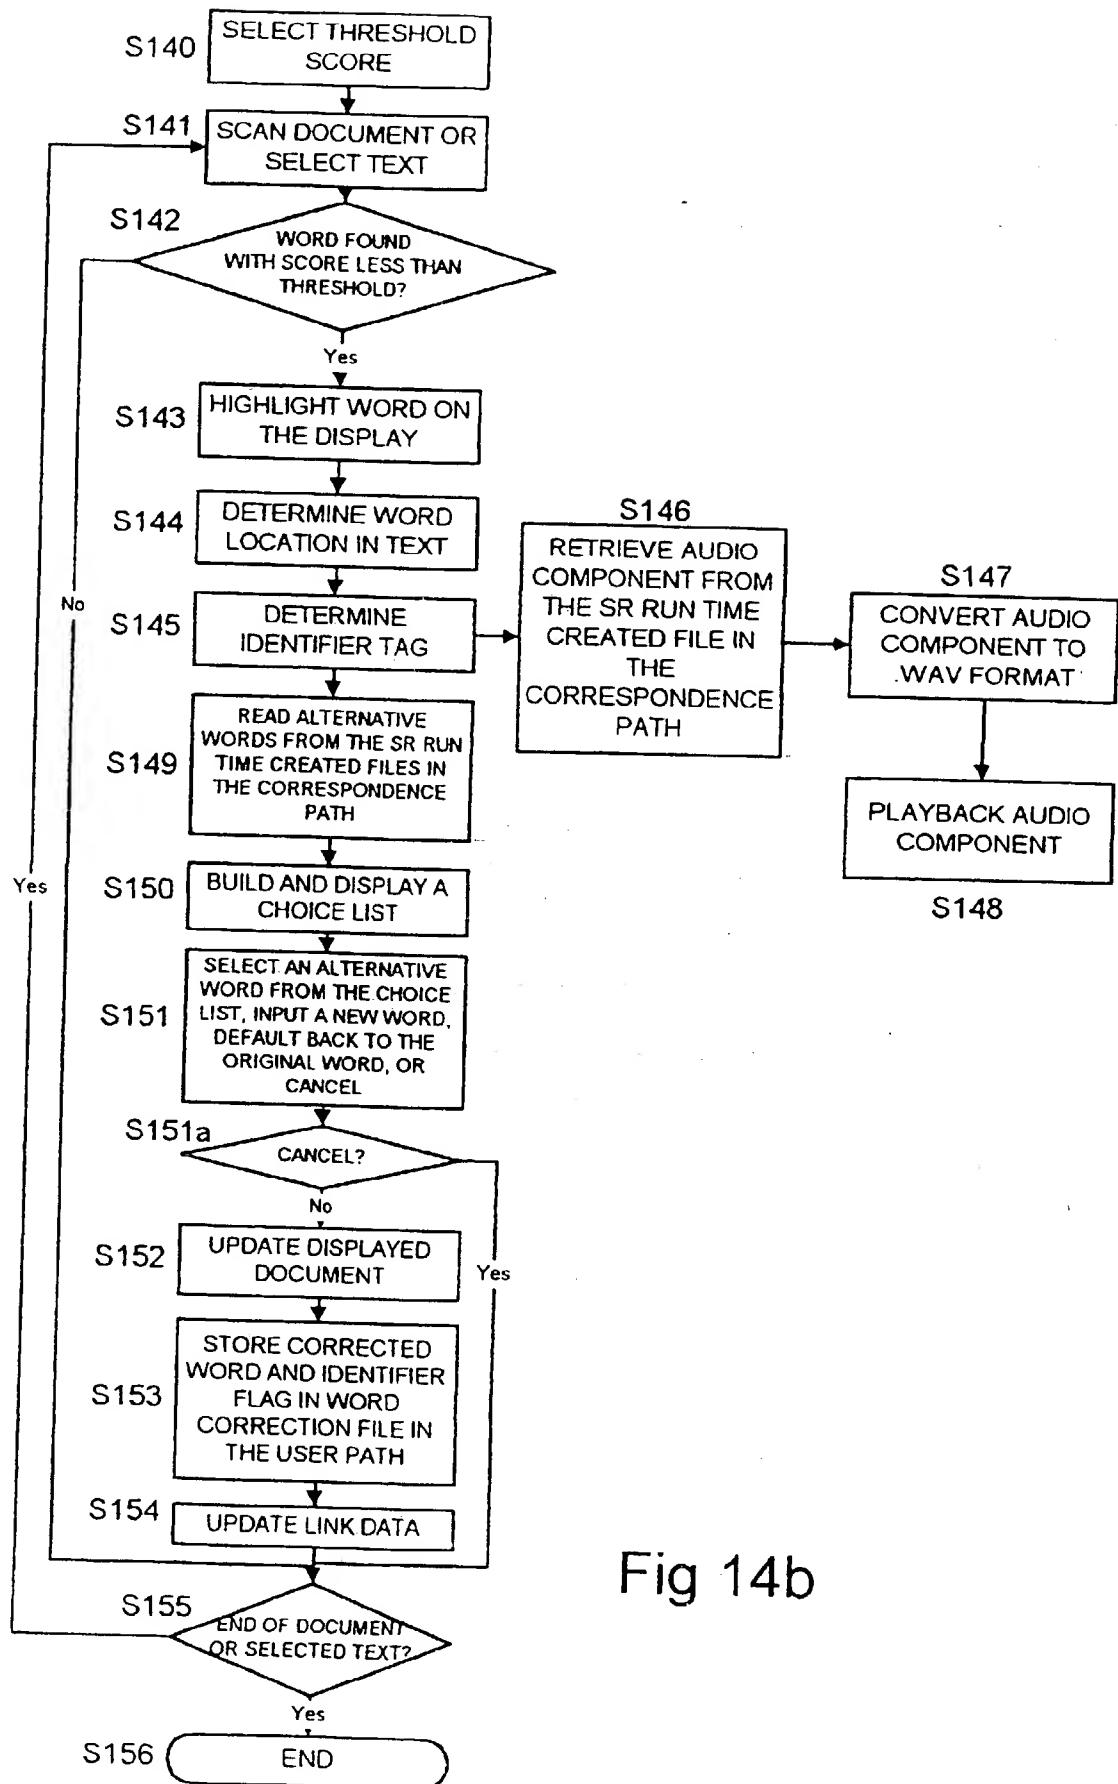 S140
SELECT THRESHOLD
SCORE
S141
SCAN DOCUMENT OR
SELECT TEXT
S142
WORD FOUND
WITH SCORE LESS THAN
THRESHOLD?
Yes
S143
HIGHLIGHT WORD ON
THE DISPLAY
S144
DETERMINE WORD
LOCATION IN TEXT
No
S145
DETERMINE
IDENTIFIER TAG
S146
RETRIEVE AUDIO
COMPONENT FROM
THE SR RUN TIME
CREATED FILE IN
THE
CORRESPONDENCE
PATH
S147
CONVERT AUDIO
COMPONENT TO
.WAV FORMAT
PLAYBACK AUDIO
COMPONENT
S148
S149
READ ALTERNATIVE
WORDS FROM THE SR RUN
TIME CREATED FILES IN
THE CORRESPONDENCE
PATH
Yes
S150
BUILD AND DISPLAY A
CHOICE LIST
S151
SELECT AN ALTERNATIVE
WORD FROM THE CHOICE
LIST, INPUT A NEW WORD,
DEFAULT BACK TO THE
ORIGINAL WORD, OR
CANCEL
S151a
CANCEL?
No
Yes
S152
UPDATE DISPLAYED
DOCUMENT
S153
STORE CORRECTED
WORD AND IDENTIFIER
FLAG IN WORD
CORRECTION FILE IN
THE USER PATH
S154
UPDATE LINK DATA
S155
END OF DOCUMENT
OR SELECTED TEXT?
Yes
S156
END
Fig 14b